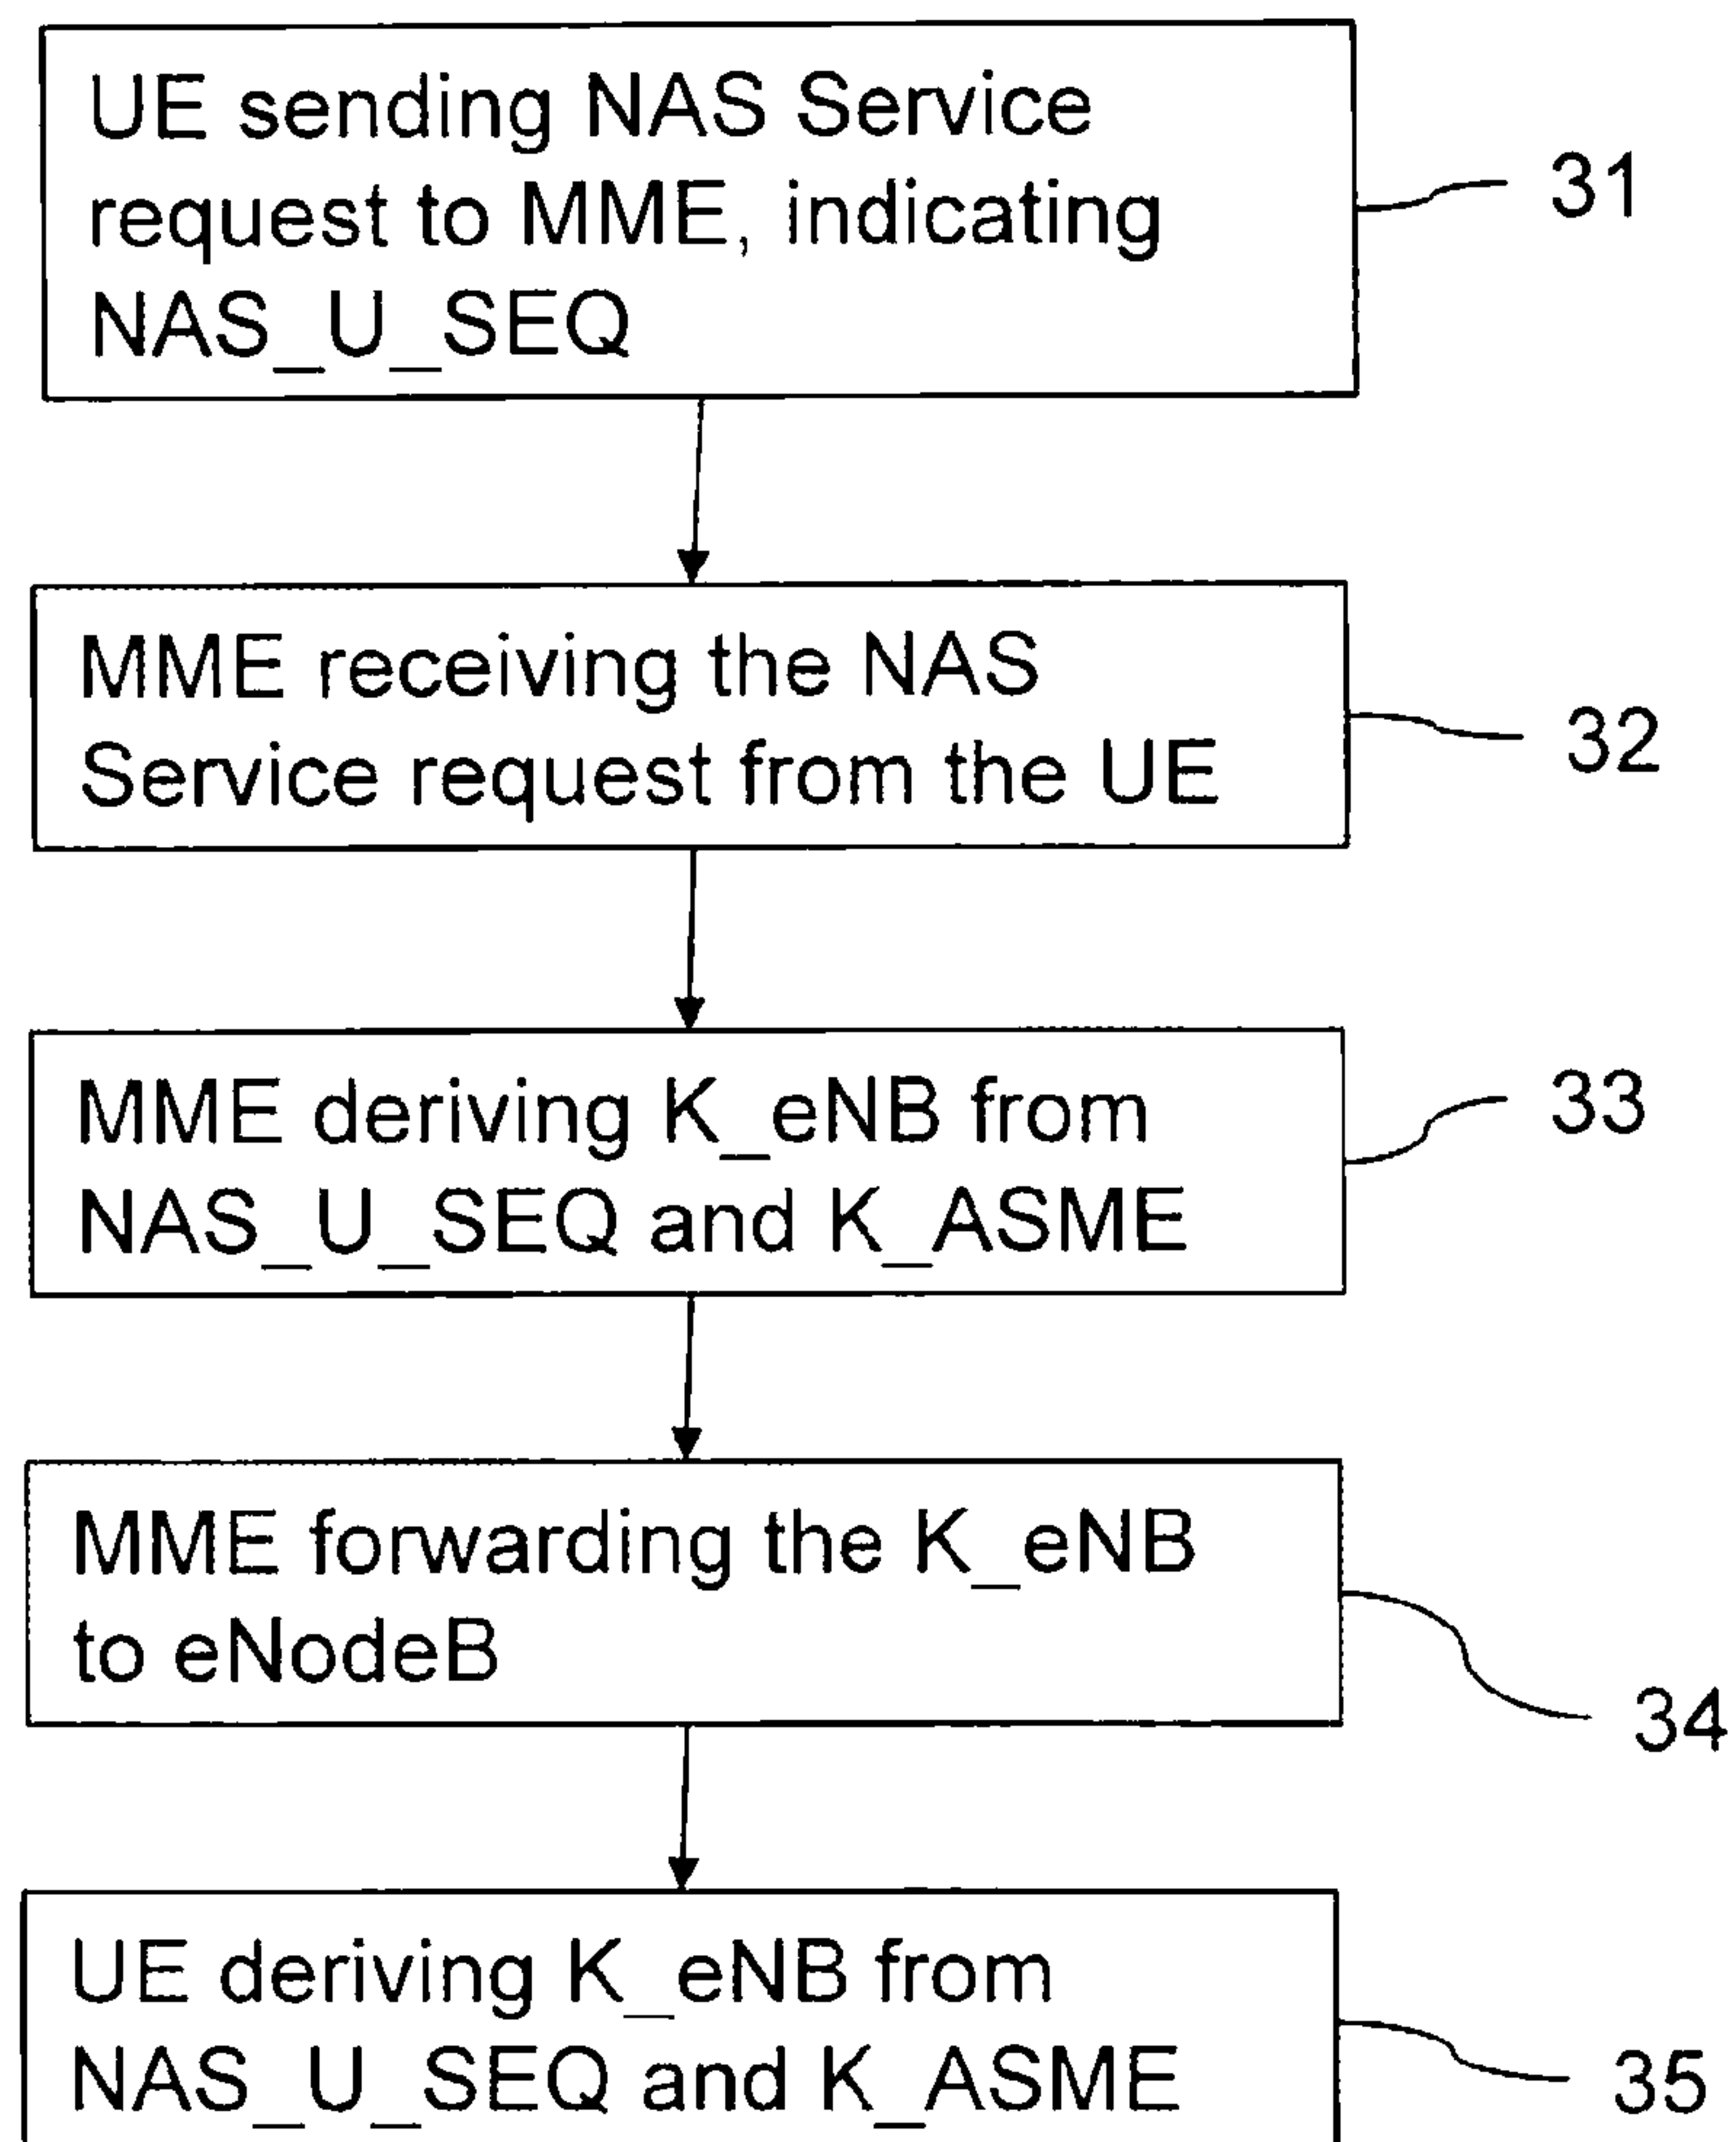 UE sending NAS Service
request to MME, indicating
NAS_U_SEQ
31
MME receiving the NAS
Service request from the UE
32
MME deriving K_eNB from
NAS_U_SEQ and K_ASME
33
MME forwarding the K_eNB
to eNodeB
34
UE deriving K_eNB from
NAS_U_SEQ and K_ASME
35